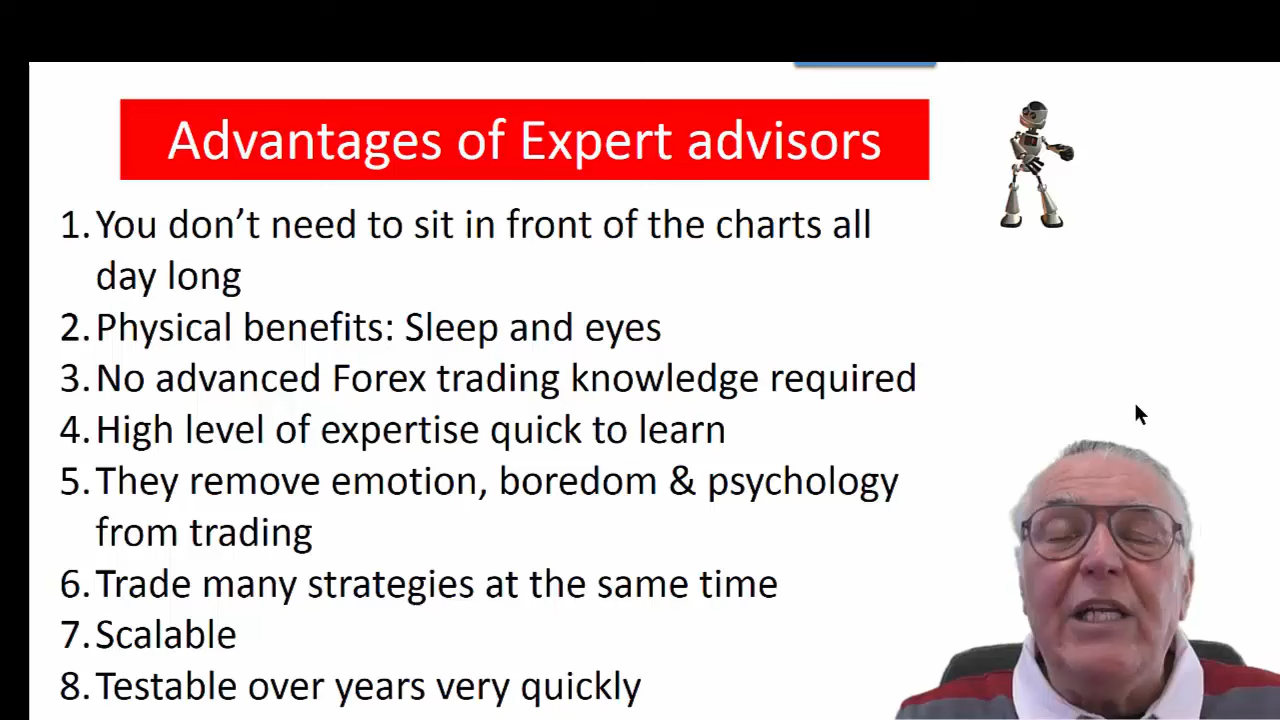 Advantages of Expert advisors
1. You don’t need to sit in front of the charts all
day long
2. Physical benefits: Sleep and eyes
3. No advanced Forex trading knowledge required
4. High level of expertise quick to learn
5. They remove emotion, boredom & psychology
from trading
6. Trade many strategies at the same time
7. Scalable
8. Testable over years very quickly